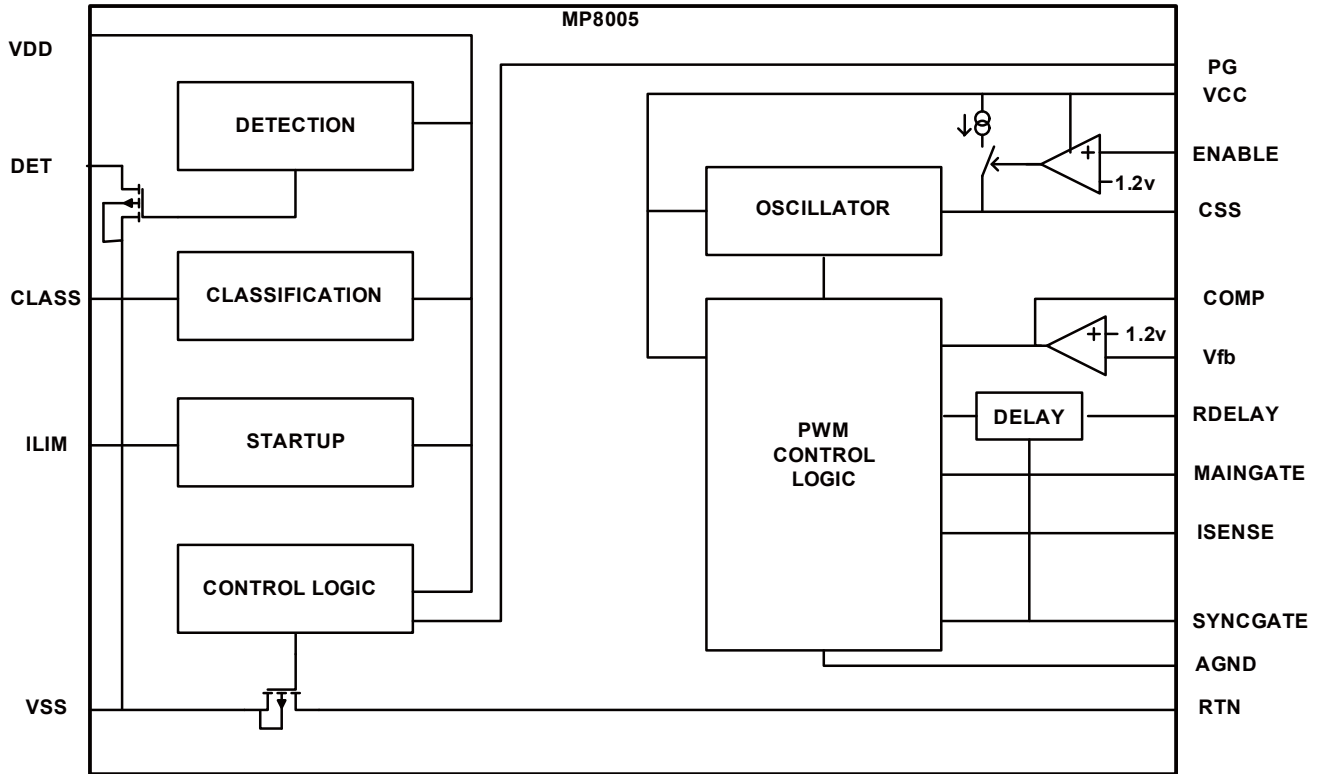 MP8005
VDD
DET
CLASS
ILIM
VSS
DETECTION
CLASSIFICATION
STARTUP
CONTROL LOGIC
OSCILLATOR
PWM
CONTROL
LOGIC
DELAY
+
1.2v
+
1.2v
PG
VCC
ENABLE
CSS
COMP
Vfb
RDELAY
MAINGATE
ISENSE
SYNCGATE
AGND
RTN